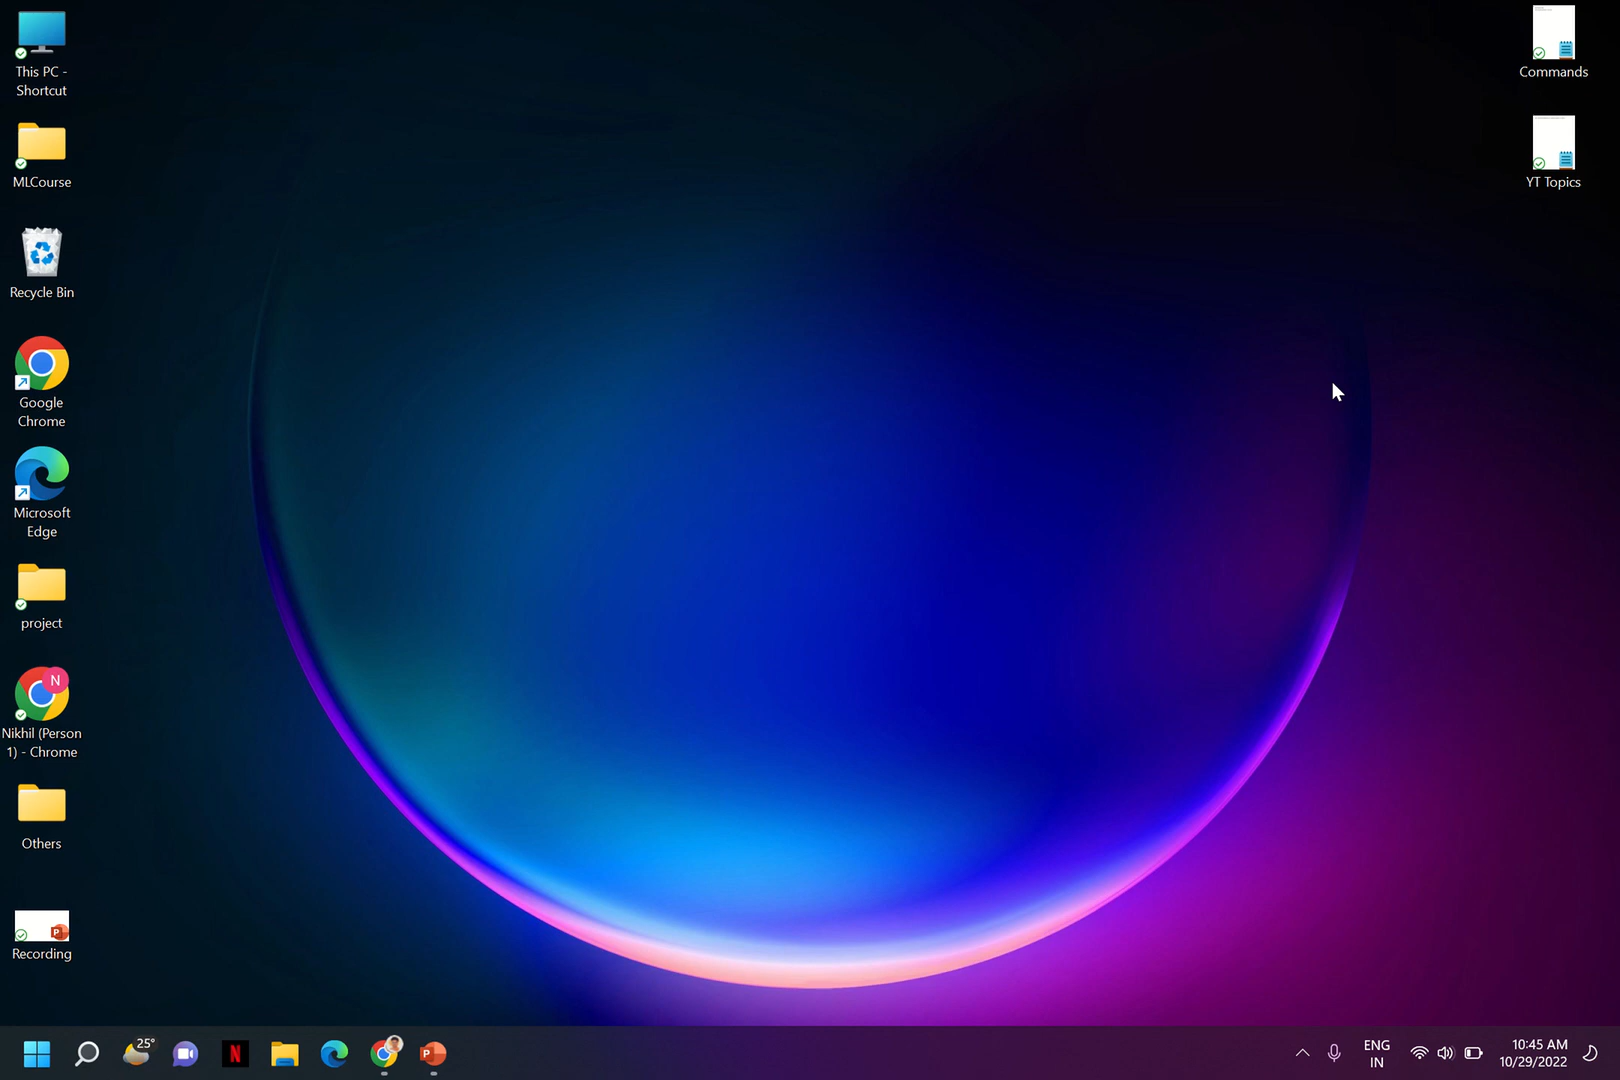 This PC -
Shortcut
MLCourse
Recycle Bin
Google
Chrome
Microsoft
Edge
project
N
Nikhil (Person
1) - Chrome
Others
P
Recording
Commands
YT Topics
25°
N
P
ENG
IN
10:45 AM
10/29/2022